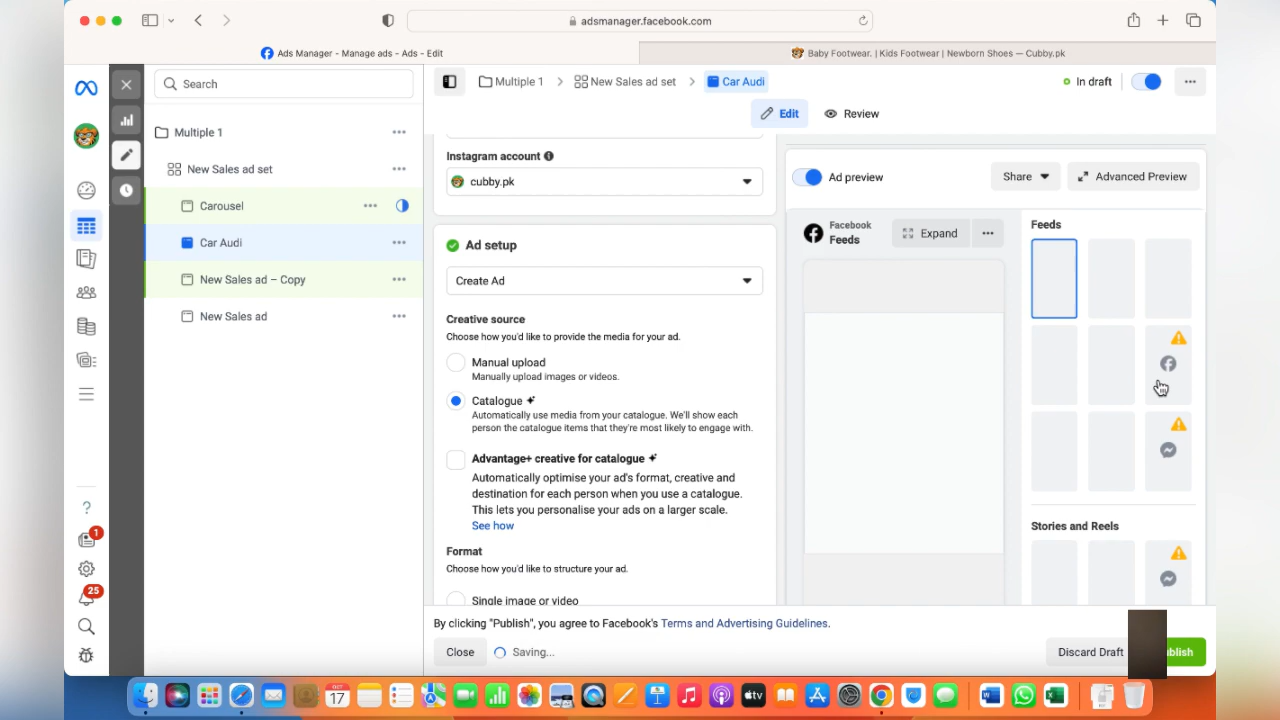 adsmanager.facebook.com
Ads Manager - Manage ads - Ads - Edit
Baby Footwear. | Kids Footwear | Newborn Shoes — Cubby.pk
Search
Multiple 1
New Sales ad set
Carousel
Car Audi
New Sales ad – Copy
New Sales ad
1
25
Multiple 1 > New Sales ad set > Car Audi
In draft
Edit
Review
Instagram account
cubby.pk
Ad setup
Create Ad
Creative source
Choose how you'd like to provide the media for your ad.
Manual upload
Manually upload images or videos.
Catalogue
Automatically use media from your catalogue. We'll show each
person the catalogue items that they're most likely to engage with.
Advantage+ creative for catalogue
Automatically optimise your ad's format, creative and
destination for each person when you use a catalogue.
This lets you personalise your ads on a larger scale.
See how
Format
Choose how you'd like to structure your ad.
Single image or video
Ad preview
Share
Advanced Preview
Facebook
Feeds
Expand
Feeds
Stories and Reels
By clicking "Publish", you agree to Facebook's Terms and Advertising Guidelines.
Close
Saving...
Discard Draft
ublish
OCT
17
tv
W
X